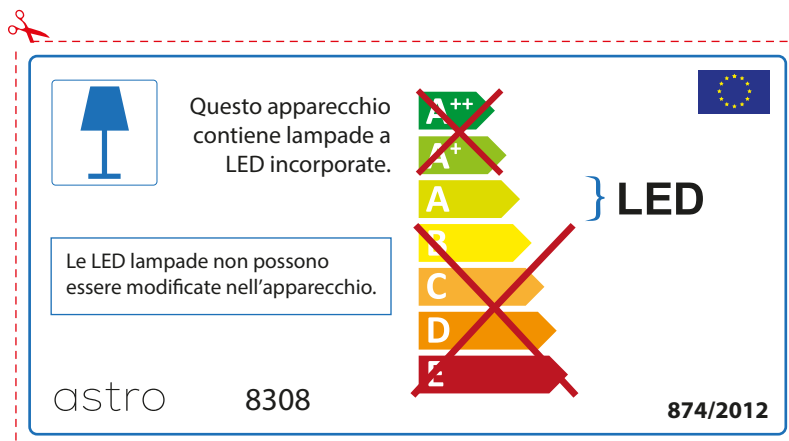 Questo apparecchio
contiene lampade a
LED incorporate.
A++
A+
A
B
C
D
E
LED
Le LED lampade non possono
essere modificate nell'apparecchio.
astro
8308
874/2012